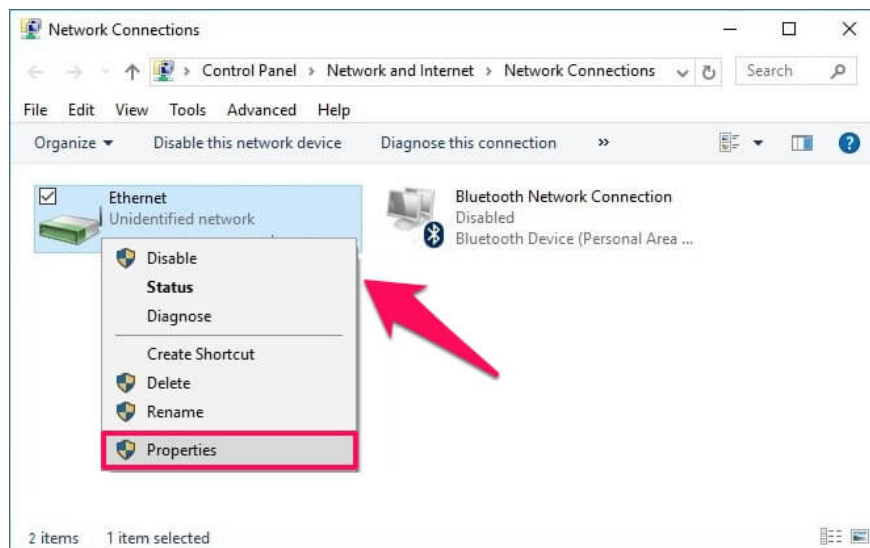 Network Connections
Control Panel > Network and Internet > Network Connections
Search
File Edit View Tools Advanced Help
Organize Disable this network device Diagnose this connection »
Ethernet
Unidentified network
Bluetooth Network Connection
Disabled
Bluetooth Device (Personal Area ...
Disable
Status
Diagnose
Create Shortcut
Delete
Rename
Properties
2 items 1 item selected